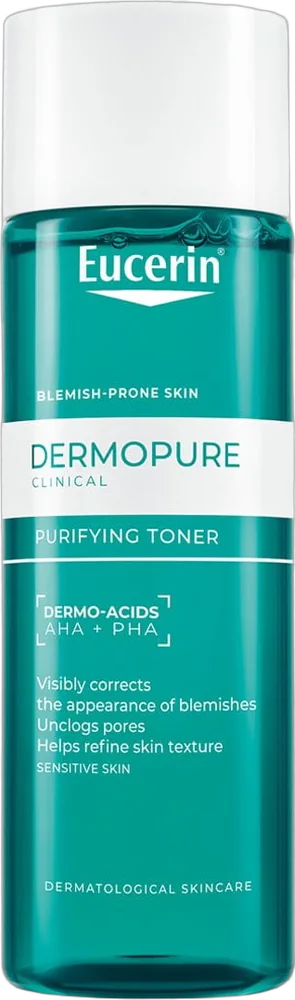 Eucerin®
BLEMISH-PRONE SKIN
DERMOPURE
CLINICAL
PURIFYING TONER
DERMO-ACIDS
AHA + PHA
Visibly corrects
the appearance of blemishes
Unclogs pores
Helps refine skin texture
SENSITIVE SKIN
DERMATOLOGICAL SKINCARE